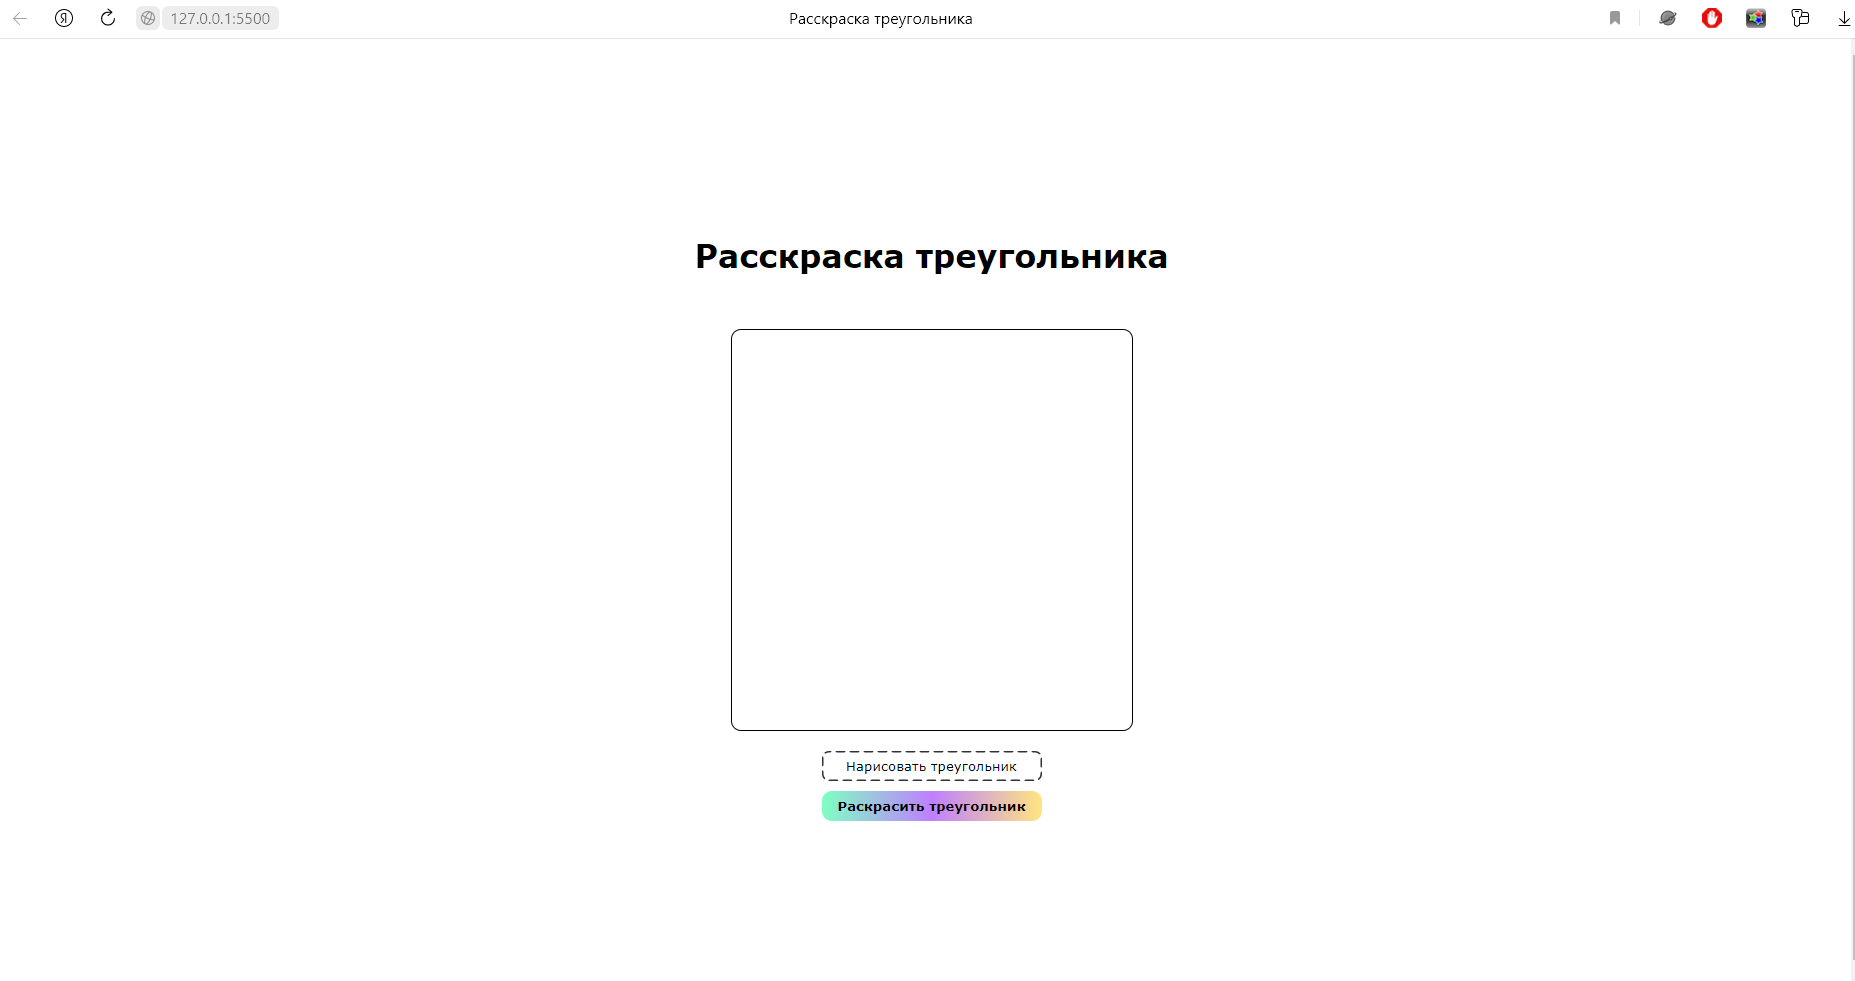 Я
127.0.0.1:5500
Расскраска треугольника
Расскраска треугольника
Нарисовать треугольник
Раскрасить треугольник